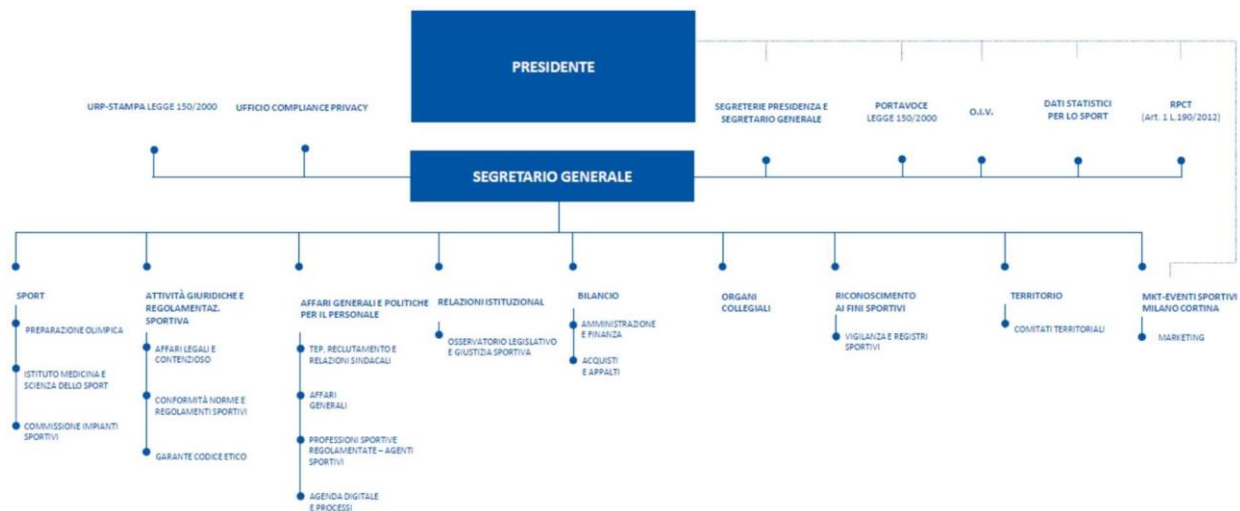 PRESIDENTE
URP-STAMPA LEGGE 150/2000
UFFICIO COMPLIANCE PRIVACY
SEGRETERIE PRESIDENZA E
SEGRETARIO GENERALE
PORTAVOCE
LEGGE 150/2000
O.I.V.
DATI STATISTICI
PER LO SPORT
RPCT
(Art. 1 L.190/2012)
SEGRETARIO GENERALE
SPORT
PREPARAZIONE OLIMPICA
ISTITUTO MEDICINA E
SCIENZA DELLO SPORT
COMMISSIONE IMPIANTI
SPORTIVI
ATTIVITÀ GIURIDICHE E
REGOLAMENTAZ.
SPORTIVA
AFFARI LEGALI E
CONTENZIOSO
CONFORMITÀ NORME E
REGOLAMENTI SPORTIVI
GARANTE CODICE ETICO
AFFARI GENERALI E POLITICHE
PER IL PERSONALE
TEP, RECLUTAMENTO E
RELAZIONI SINDACALI
AFFARI
GENERALI
PROFESSIONI SPORTIVE
REGOLAMENTATE – AGENTI
SPORTIVI
AGENDA DIGITALE
E PROCESSI
RELAZIONI ISTITUZIONAL
OSSERVATORIO LEGISLATIVO
E GIUSTIZIA SPORTIVA
BILANCIO
AMMINISTRAZIONE
E FINANZA
ACQUISTI
E APPALTI
ORGANI
COLLEGIALI
RICONOSCIMENTO
AI FINI SPORTIVI
VIGILANZA E REGISTRI
SPORTIVI
TERRITORIO
COMITATI TERRITORIALI
MKT-EVENTI SPORTIVI
MILANO CORTINA
MARKETING